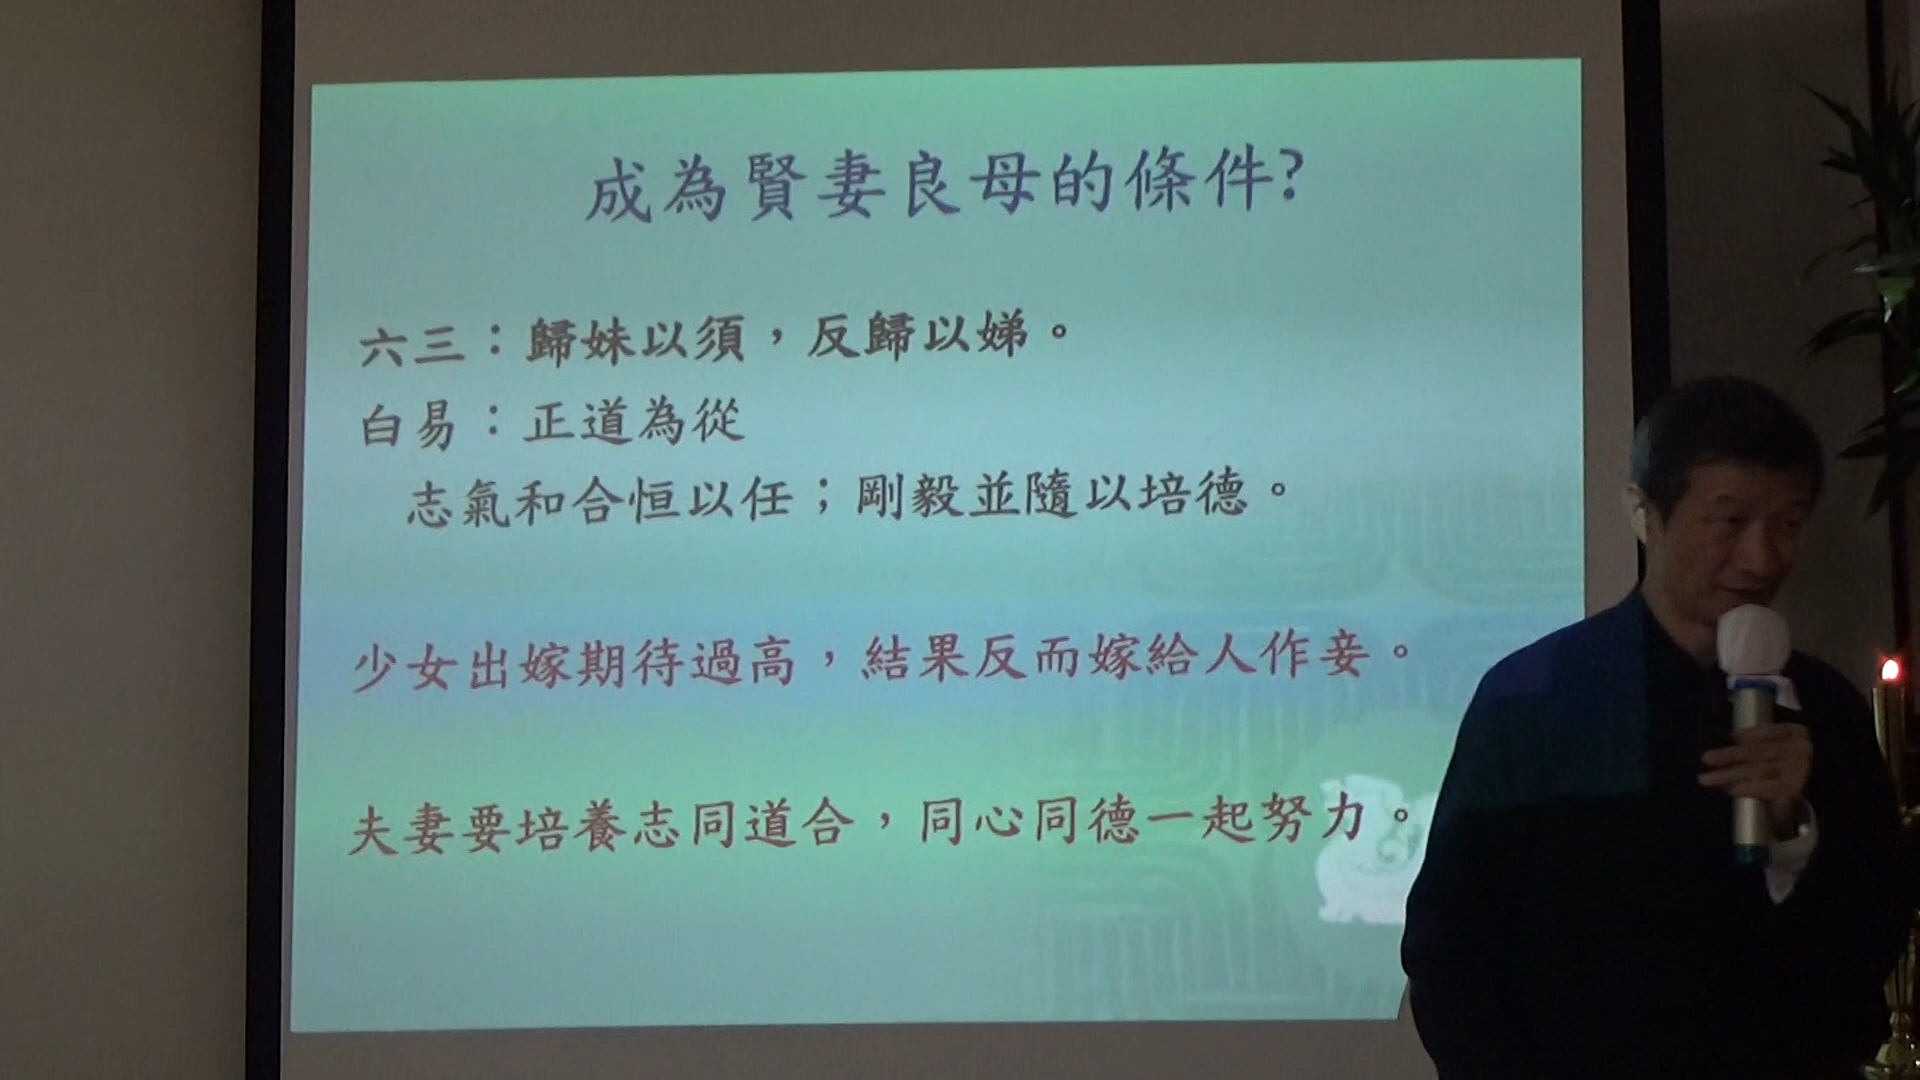 成為賢妻良母的條件?
六三：歸妹以須，反歸以娣。
白易：正道為從
志氣和合恒以任；剛毅並隨以培德。
少女出嫁期待過高，結果反而嫁給人作妾。
夫妻要培養志同道合，同心同德一起努力。